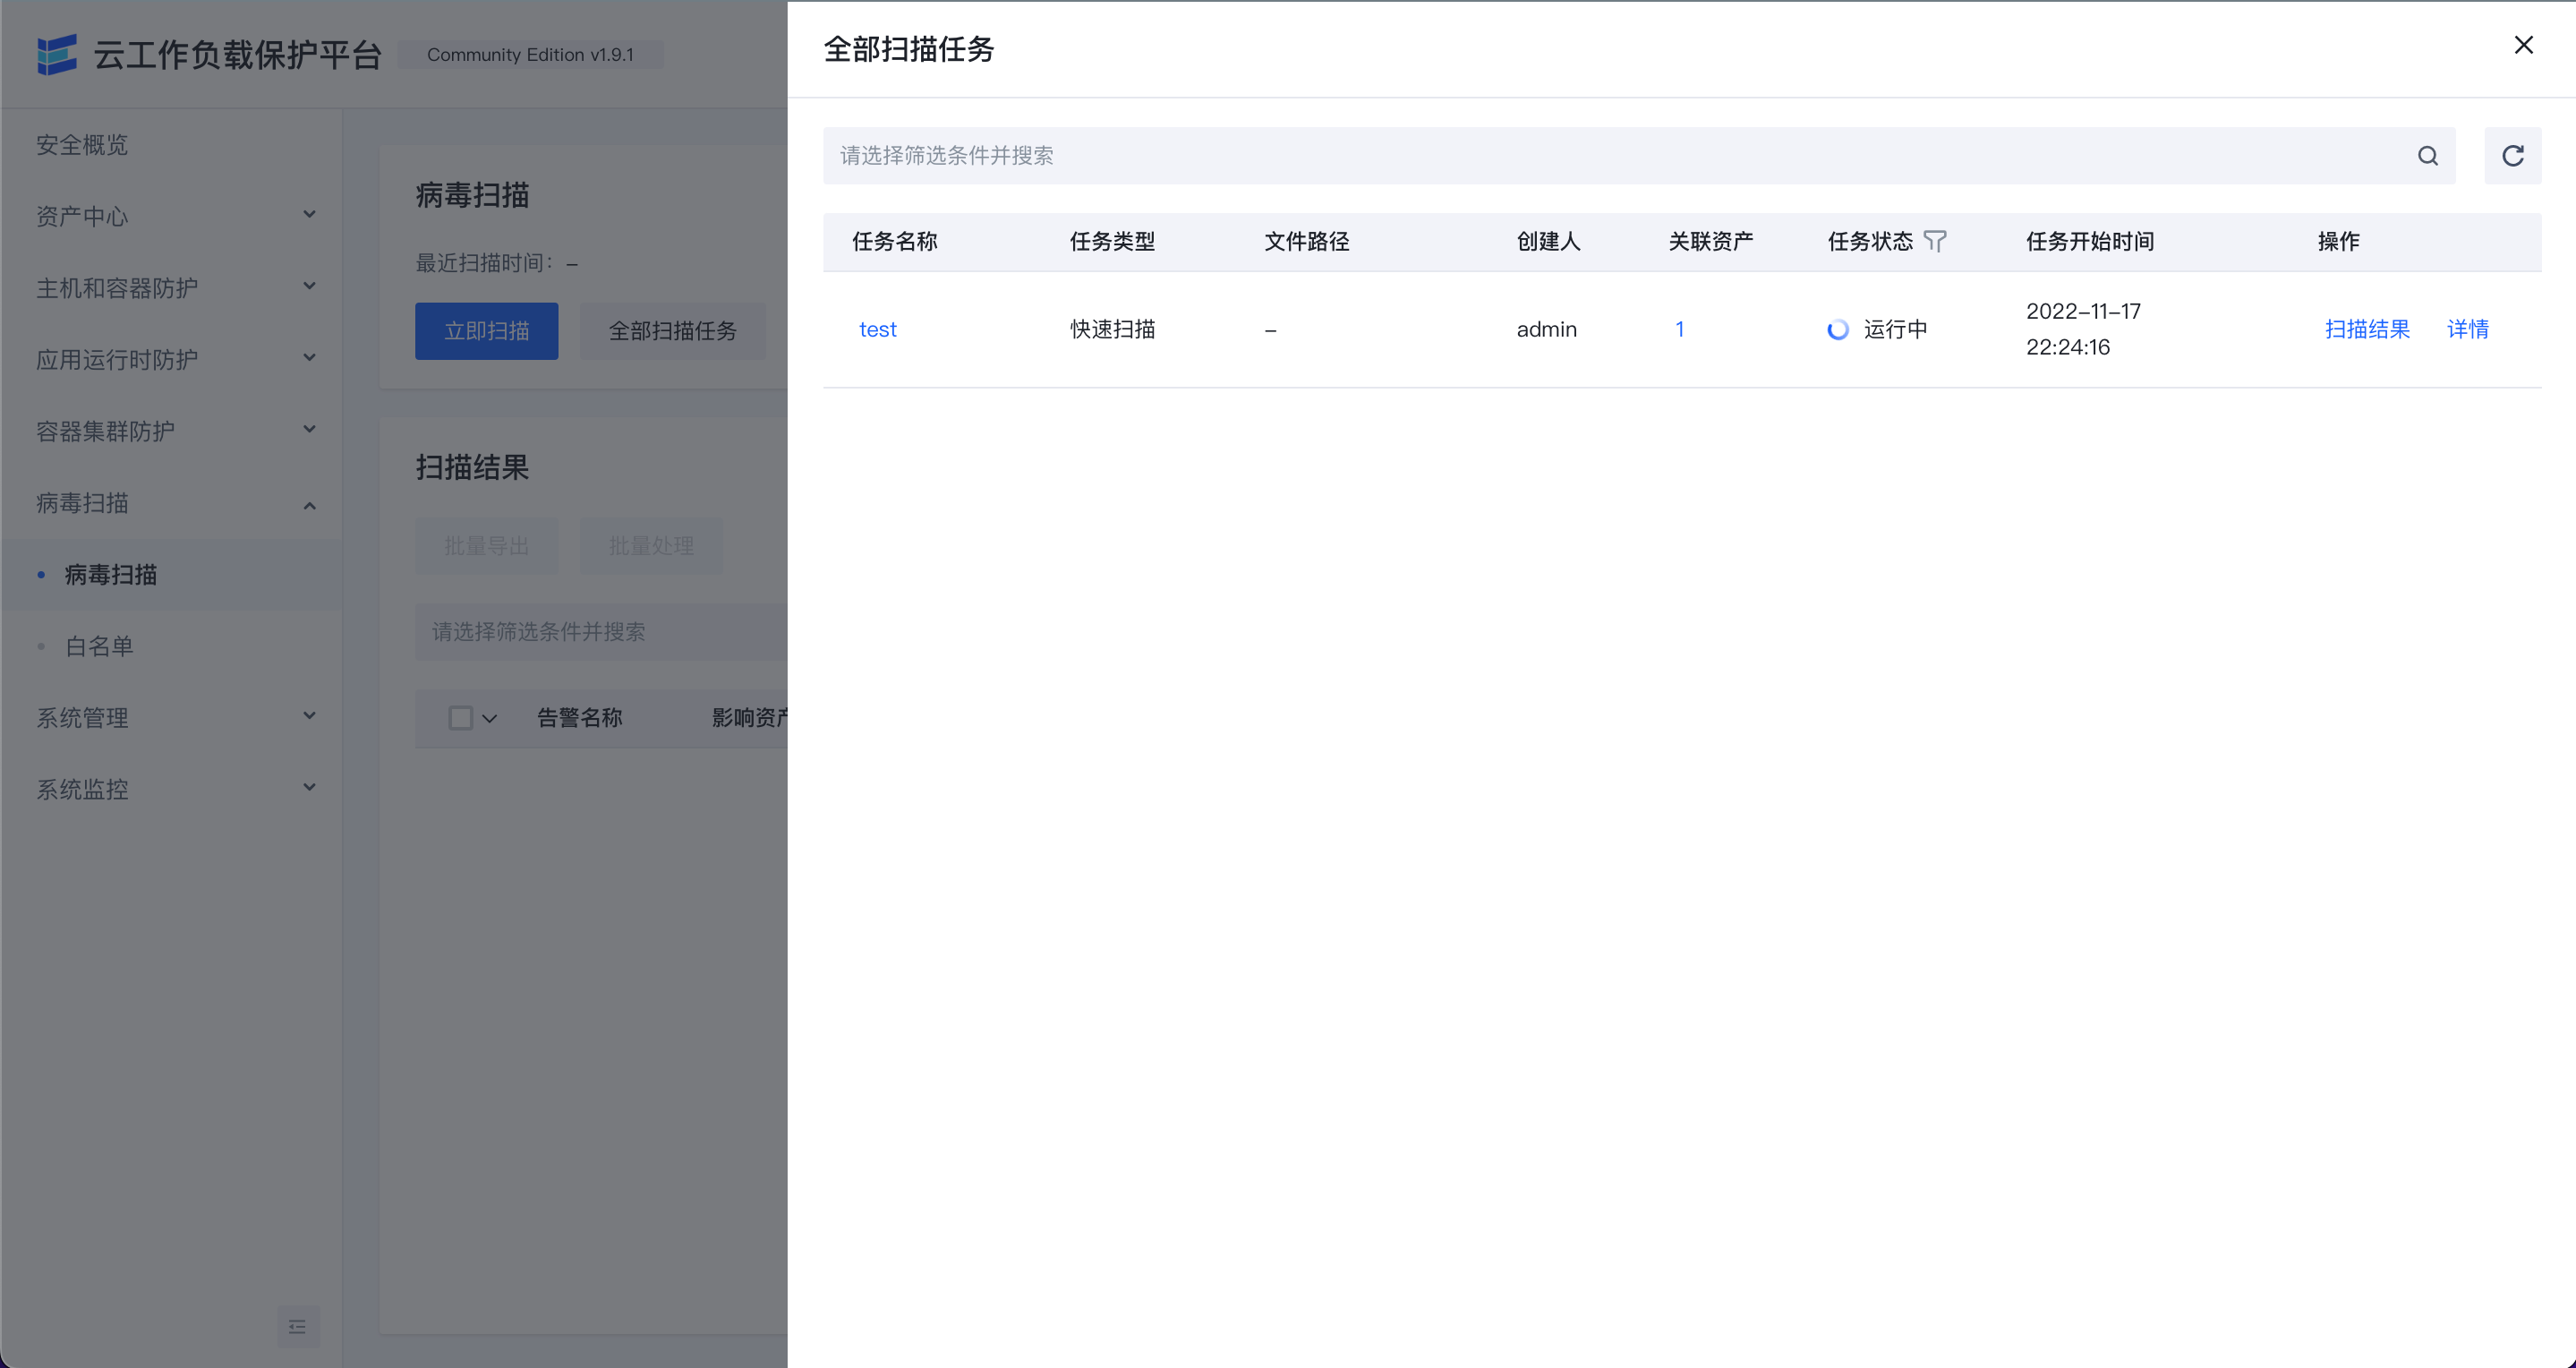 云工作负载保护平台 Community Edition v1.9.1
安全概览
资产中心
主机和容器防护
应用运行时防护
容器集群防护
病毒扫描
病毒扫描
白名单
系统管理
系统监控
病毒扫描
最近扫描时间： –
立即扫描 全部扫描任务
扫描结果
批量导出 批量处理
请选择筛选条件并搜索
告警名称 影响资产
全部扫描任务
请选择筛选条件并搜索
任务名称 任务类型 文件路径 创建人 关联资产 任务状态 任务开始时间 操作
test 快速扫描 – admin 1 运行中 2022-11-17 22:24:16 扫描结果 详情